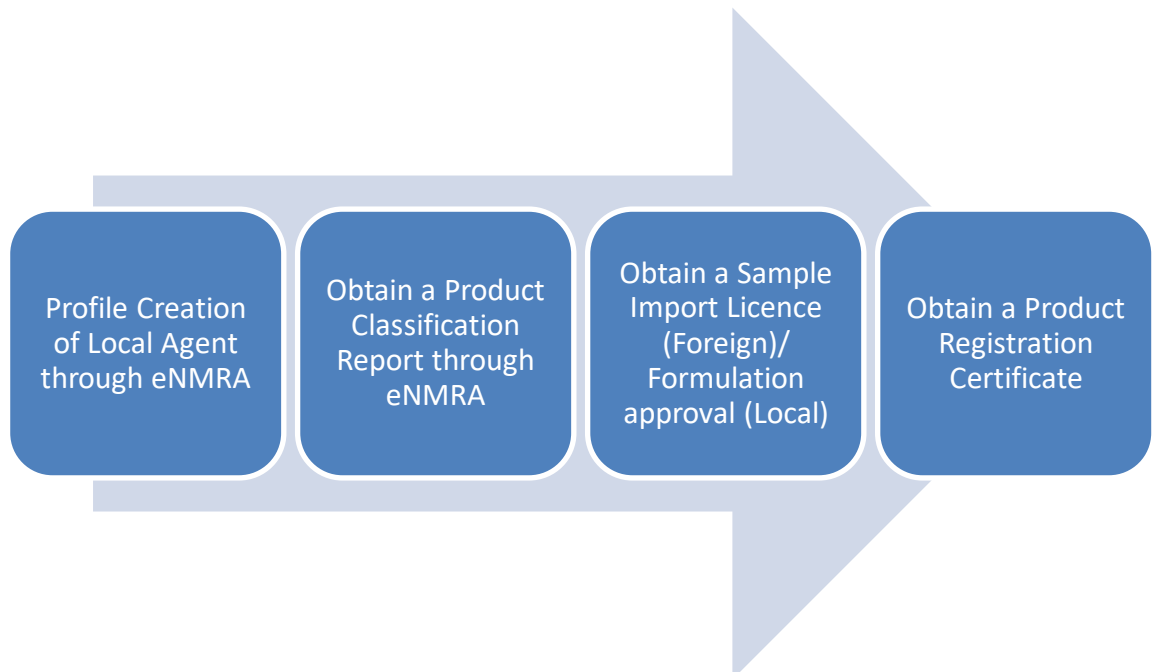 Profile Creation
of Local Agent
through eNMRA
Obtain a Product
Classification
Report through
eNMRA
Obtain a Sample
Import Licence
(Foreign)/
Formulation
approval (Local)
Obtain a Product
Registration
Certificate